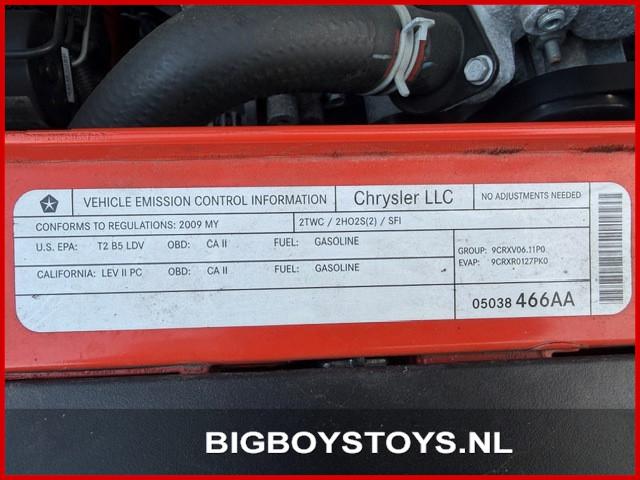 VEHICLE EMISSION CONTROL INFORMATION Chrysler LLC NO ADJUSTMENTS NEEDED
CONFORMS TO REGULATIONS: 2009 MY 2TWC / 2HO2S(2) / SFI
U.S. EPA: T2 B5 LDV OBD: CA II FUEL: GASOLINE
CALIFORNIA: LEV II PC OBD: CA II FUEL: GASOLINE
GROUP: 9CRXV06.11P0
EVAP: 9CRXR0127PK0
05038 466AA
BIGBOYSTOYS.NL